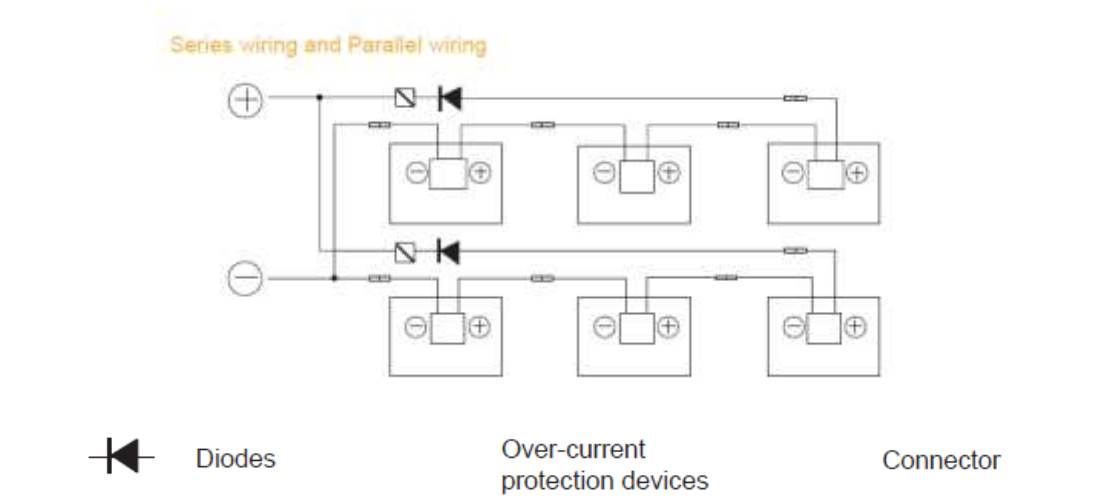 Series wiring and Parallel wiring
+
− + − + − +
−
− + − + − +
Diodes
Over-current
protection devices
Connector